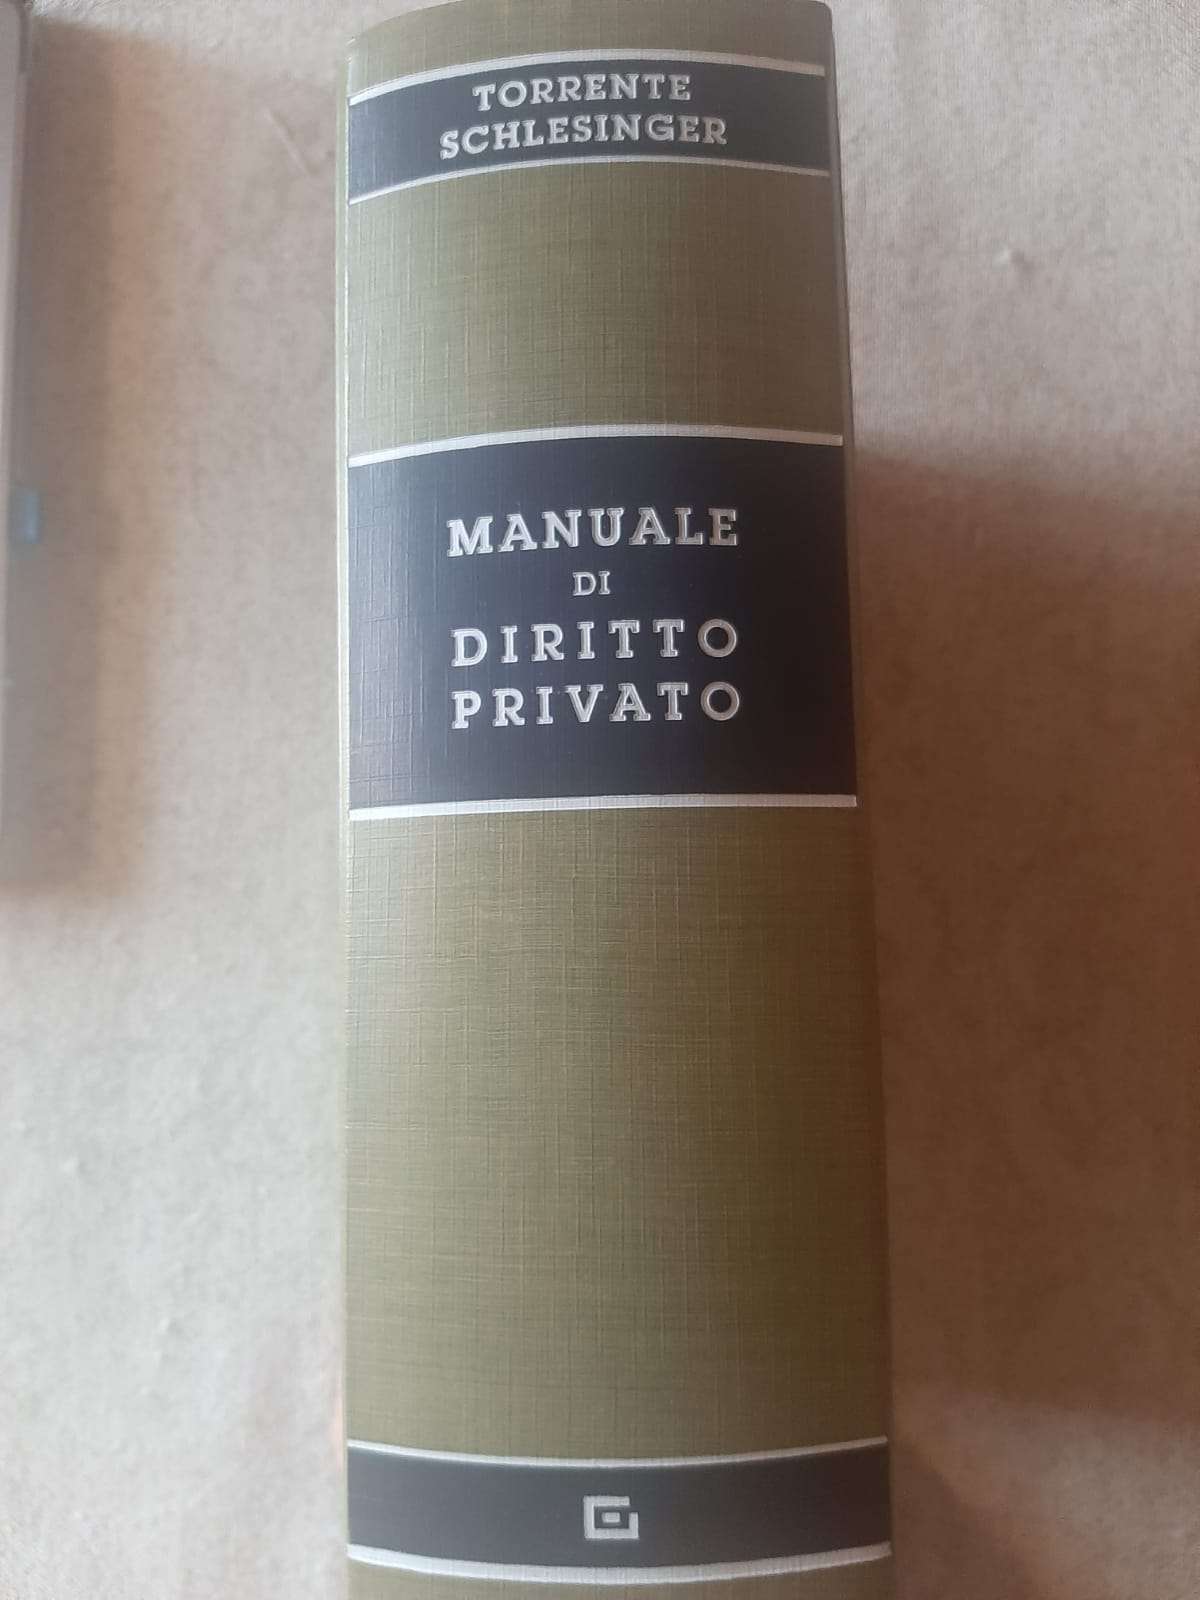 TORRENTE
SCHLESINGER
MANUALE
DI
DIRITTO
PRIVATO